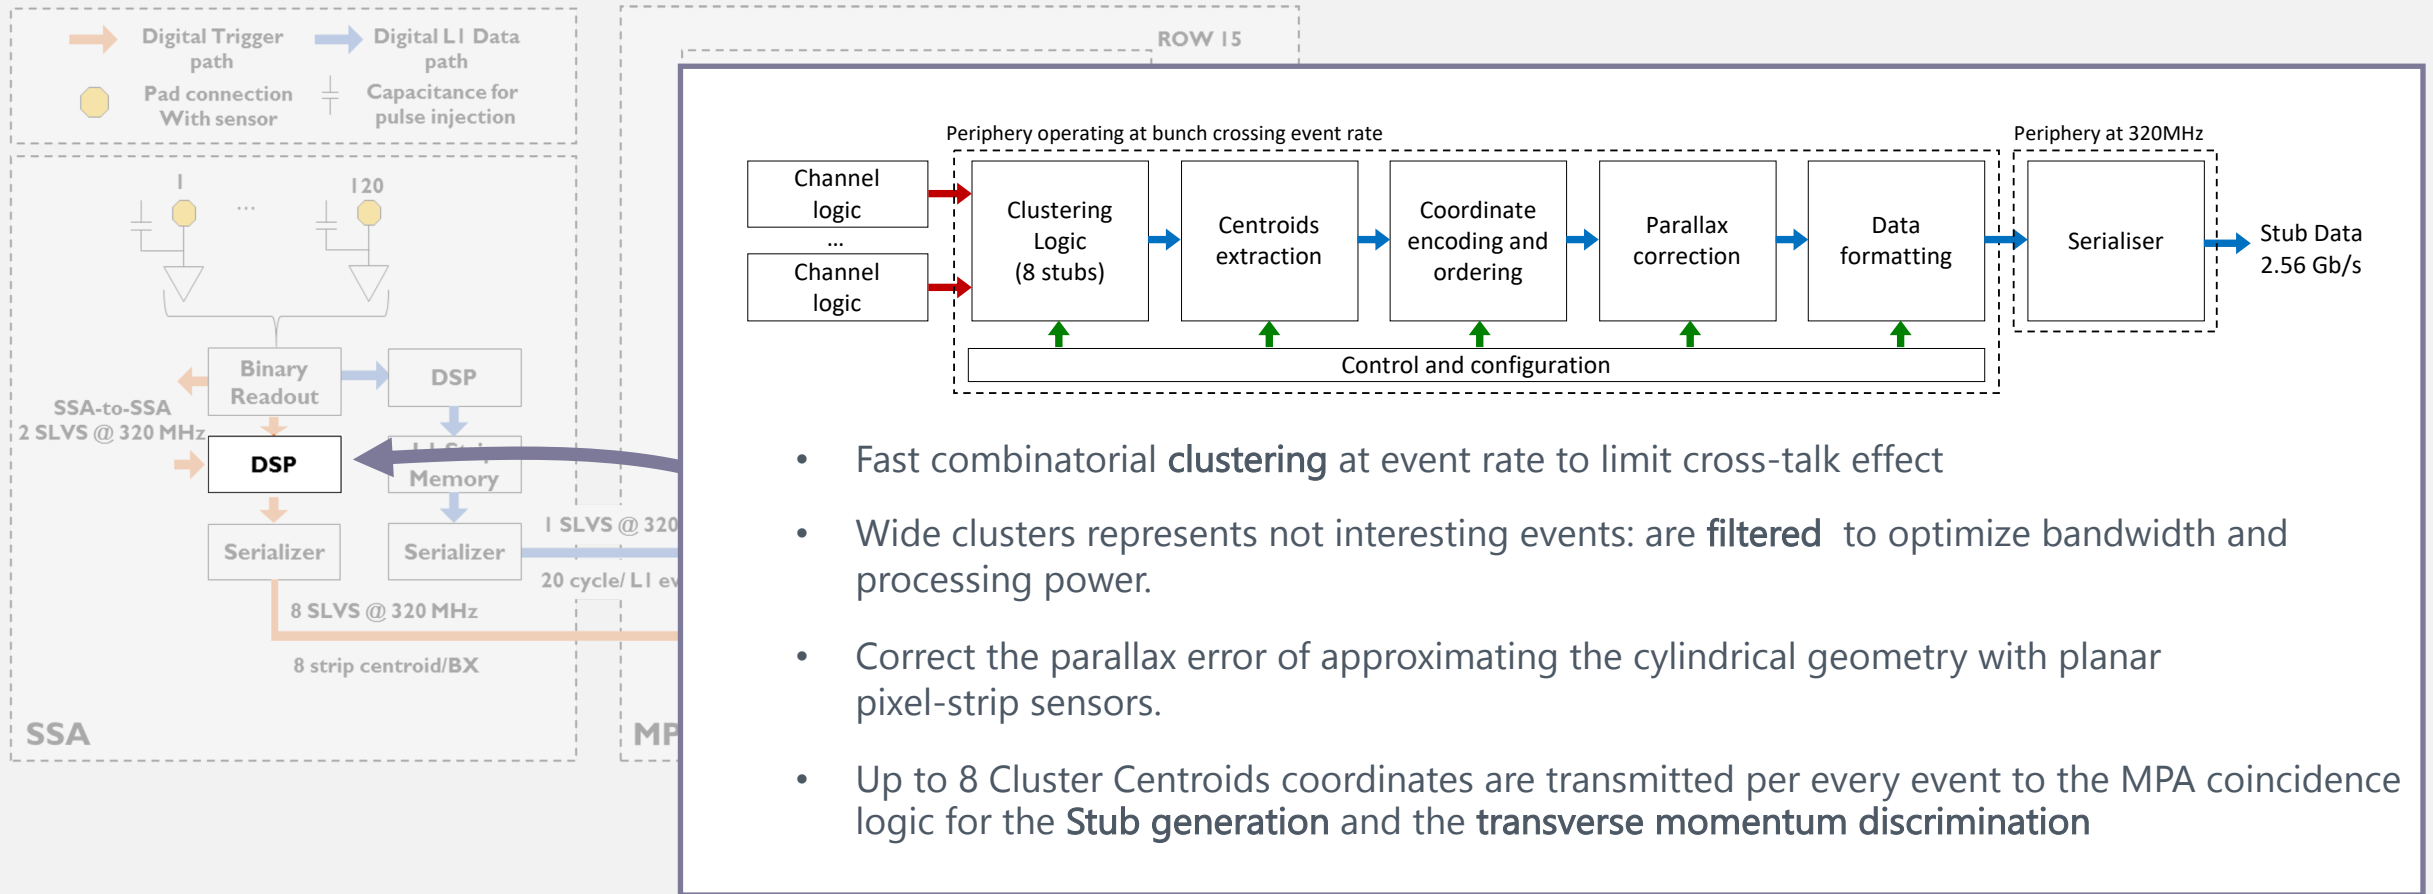 Digital Trigger
path
Digital L1 Data
path
Pad connection
With sensor
Capacitance for
pulse injection
1
...
120
Binary
Readout
DSP
SSA-to-SSA
2 SLVS @ 320 MHz
DSP
Memory
Serializer
Serializer
1 SLVS @ 320
20 cycle/ L1 ev
8 SLVS @ 320 MHz
8 strip centroid/BX
SSA
MP
ROW 15
Periphery operating at bunch crossing event rate
Periphery at 320MHz
Channel
logic
...
Channel
logic
Clustering
Logic
(8 stubs)
Centroids
extraction
Coordinate
encoding and
ordering
Parallax
correction
Data
formatting
Serialiser
Stub Data
2.56 Gb/s
Control and configuration
• Fast combinatorial clustering at event rate to limit cross-talk effect
• Wide clusters represents not interesting events: are filtered to optimize bandwidth and
processing power.
• Correct the parallax error of approximating the cylindrical geometry with planar
pixel-strip sensors.
• Up to 8 Cluster Centroids coordinates are transmitted per every event to the MPA coincidence
logic for the Stub generation and the transverse momentum discrimination